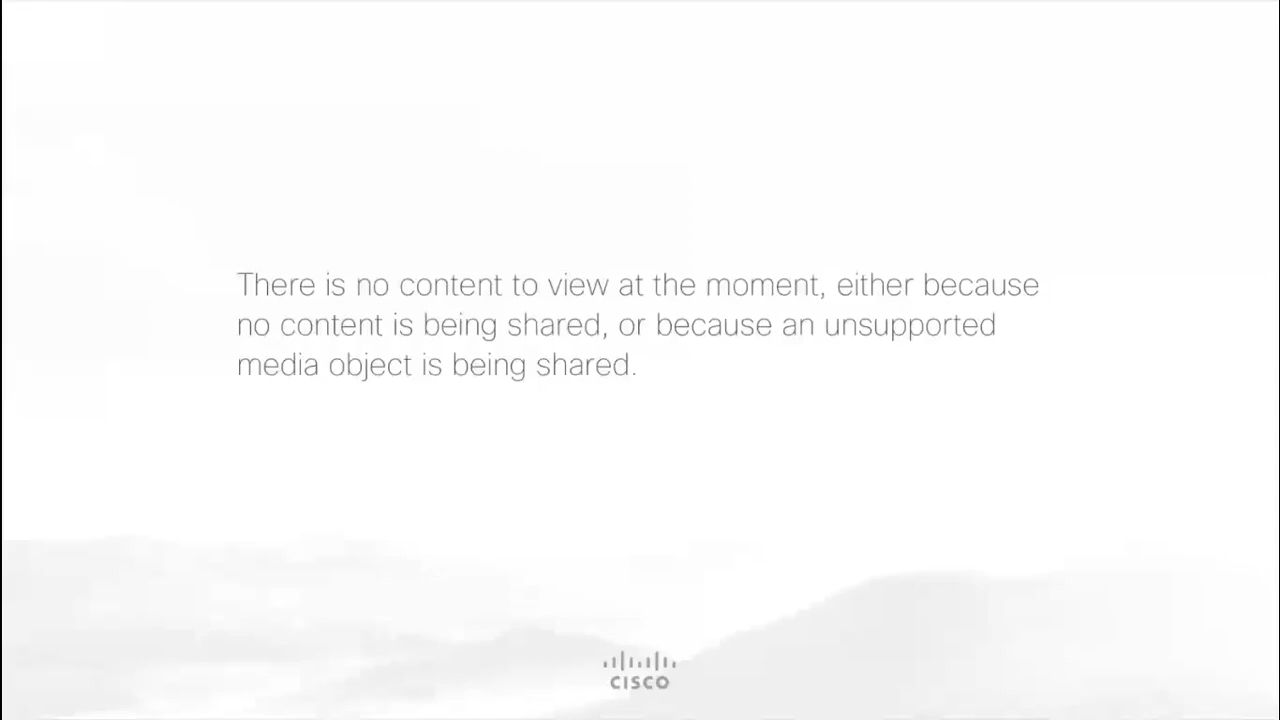 There is no content to view at the moment, either because
no content is being shared, or because an unsupported
media object is being shared.
CISCO